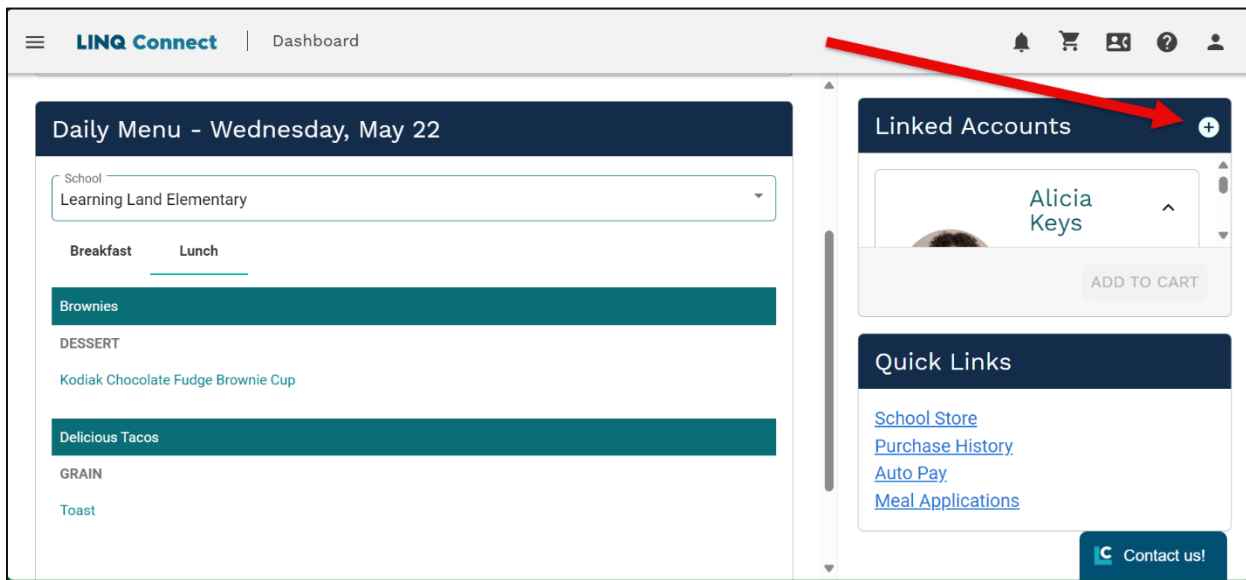 LINQ Connect
Dashboard
Daily Menu - Wednesday, May 22
School
Learning Land Elementary
Breakfast
Lunch
Brownies
DESSERT
Kodiak Chocolate Fudge Brownie Cup
Delicious Tacos
GRAIN
Toast
Linked Accounts
Alicia
Keys
ADD TO CART
Quick Links
School Store
Purchase History
Auto Pay
Meal Applications
LC Contact us!